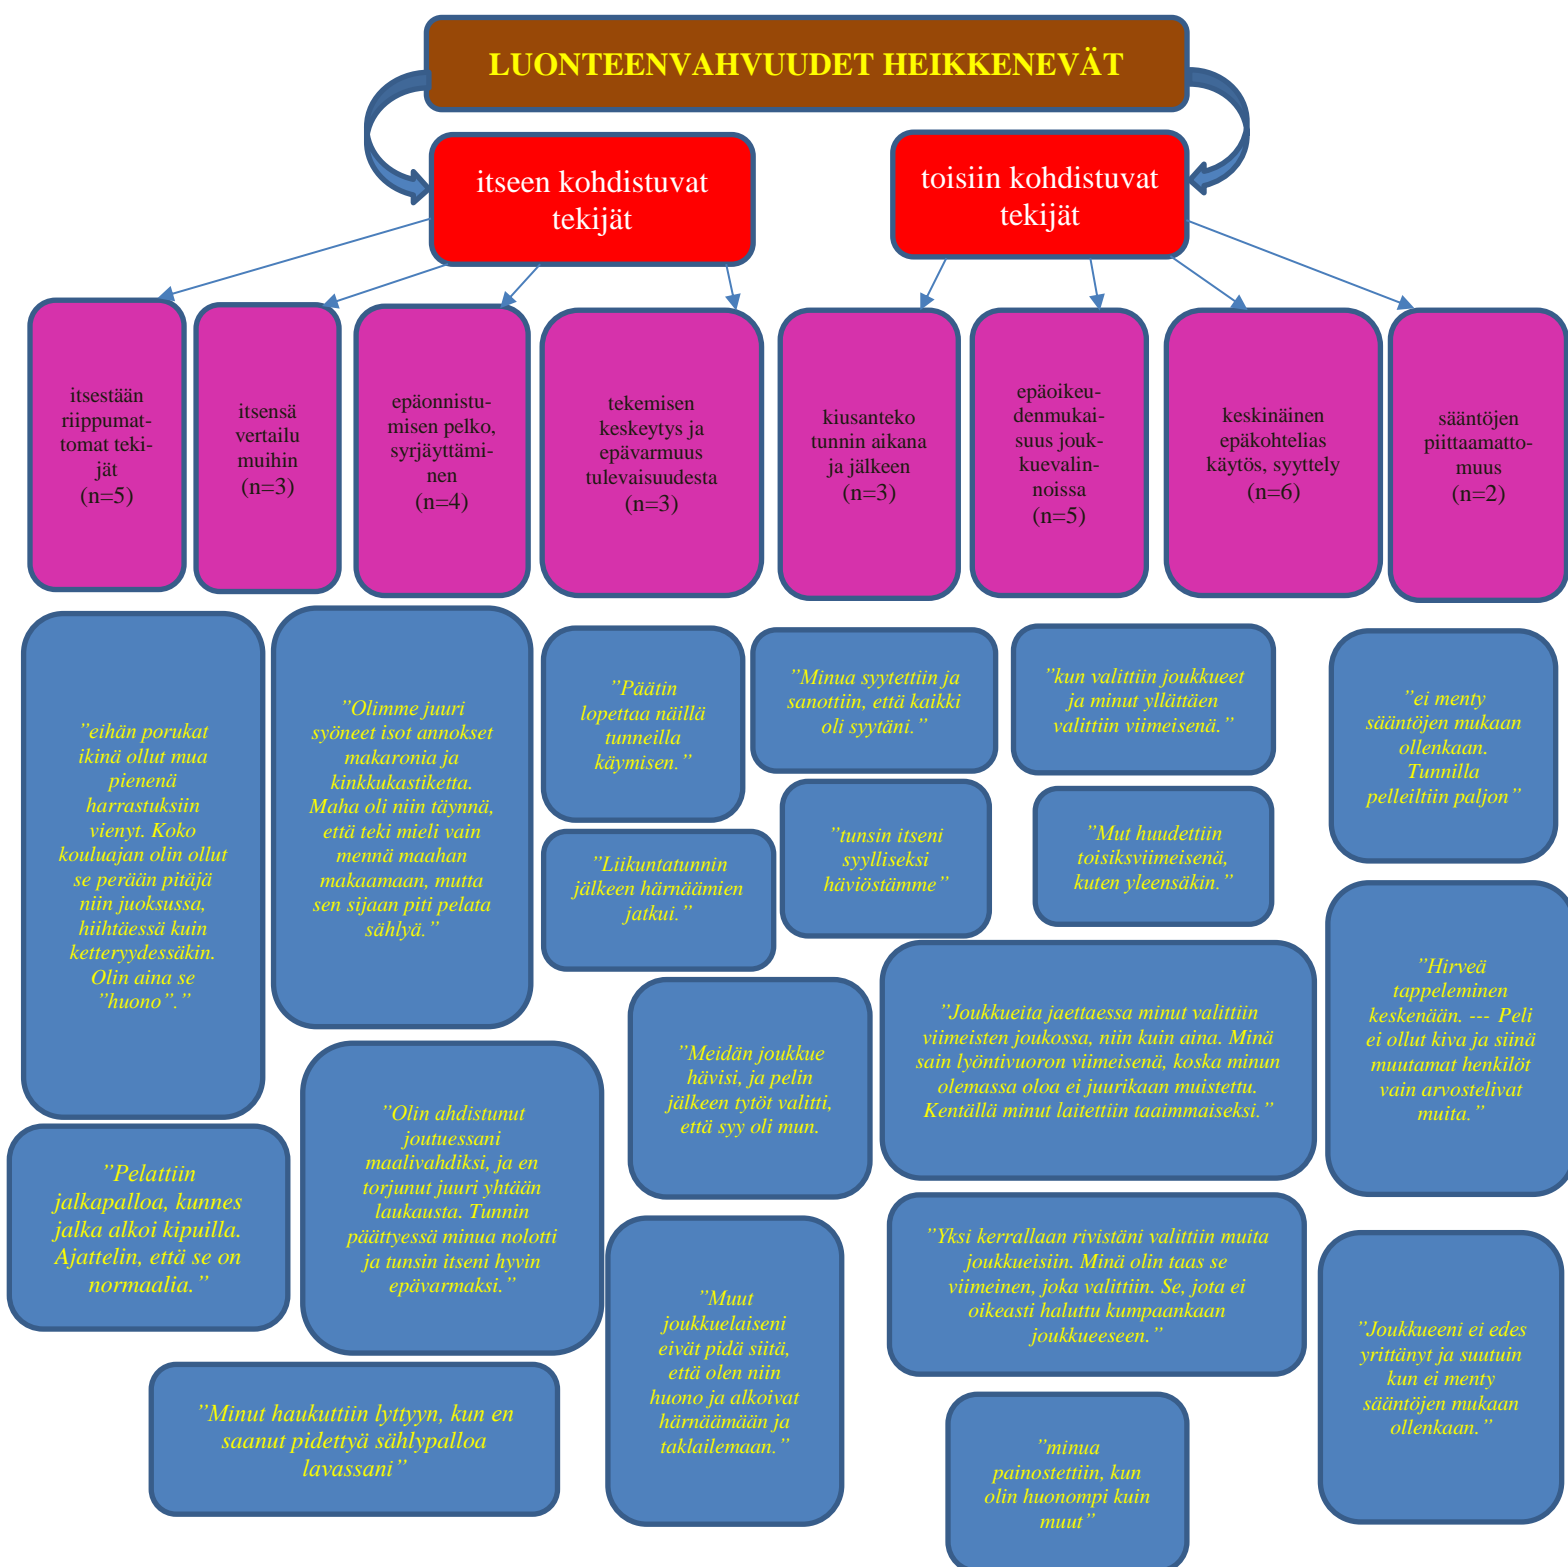 LUONTEENVAHVUUDET HEIKKENEVÄT
itseen kohdistuvat
tekijät
toisiin kohdistuvat
tekijät
itsestään
riippumat-
tomat teki-
jät
(n=5)
itsensä
vertailu
muihin
(n=3)
epäonnistu-
misen pelko,
syrjäyttämi-
nen
(n=4)
tekemisen
keskeytys ja
epävarmuus
tulevaisuudesta
(n=3)
kiusanteko
tunnin aikana
ja jälkeen
(n=3)
epäoikeu-
denmukai-
suus jouk-
kuevalin-
noissa
(n=5)
keskinäinen
epäkohtelias
käytös, syyttely
(n=6)
sääntöjen
piittaamatto-
muus
(n=2)
”eihän porukat
ikinä ollut mua
pienenä
harrastuksiin
vienyt. Koko
kouluajan olin ollut
se perään pitäjä
niin juoksussa,
hiihtäessä kuin
ketteryydessäkin.
Olin aina se
”huono”.”
”Olimme juuri
syöneet isot annokset
makaronia ja
kinkkukastiketta.
Maha oli niin täynnä,
että teki mieli vain
mennä maahan
makaamaan, mutta
sen sijaan piti pelata
sählyä.”
”Päätin
lopettaa näillä
tunneilla
käymisen.”
”Minua syytettiin ja
sanottiin, että kaikki
oli syytäni.”
”kun valittiin joukkueet
ja minut yllättäen
valittiin viimeisenä.”
”ei menty
sääntöjen mukaan
ollenkaan.
Tunnilla
pelleiltiin paljon”
”Liikuntatunnin
jälkeen härnäämien
jatkui.”
”tunsin itseni
syylliseksi
häviöstämme”
”Mut huudettiin
toisiksviimeisenä,
kuten yleensäkin.”
”Meidän joukkue
hävisi, ja pelin
jälkeen tytöt valitti,
että syy oli mun.
”Joukkueita jaettaessa minut valittiin
viimeisten joukossa, niin kuin aina. Minä
sain lyöntivuoron viimeisenä, koska minun
olemassa oloa ei juurikaan muistettu.
Kentällä minut laitettiin taaimmaiseksi.”
”Hirveä
tappeleminen
keskenään. --- Peli
ei ollut kiva ja siinä
muutamat henkilöt
vain arvostelivat
muita.”
”Pelattiin
jalkapalloa, kunnes
jalka alkoi kipuilla.
Ajattelin, että se on
normaalia.”
”Olin ahdistunut
joutuessani
maalivahdiksi, ja en
torjunut juuri yhtään
laukausta. Tunnin
päättyessä minua nolotti
ja tunsin itseni hyvin
epävarmaksi.”
”Muut
joukkuelaiseni
eivät pidä siitä,
että olen niin
huono ja alkoivat
härnäämään ja
taklailemaan.”
”Yksi kerrallaan rivistäni valittiin muita
joukkueisiin. Minä olin taas se
viimeinen, joka valittiin. Se, jota ei
oikeasti haluttu kumpaankaan
joukkueeseen.”
”Joukkueeni ei edes
yrittänyt ja suutuin
kun ei menty
sääntöjen mukaan
ollenkaan.”
”Minut haukuttiin lyttyyn, kun en
saanut pidettyä sählypalloa
lavassani”
”minua
painostettiin, kun
olin huonompi kuin
muut”